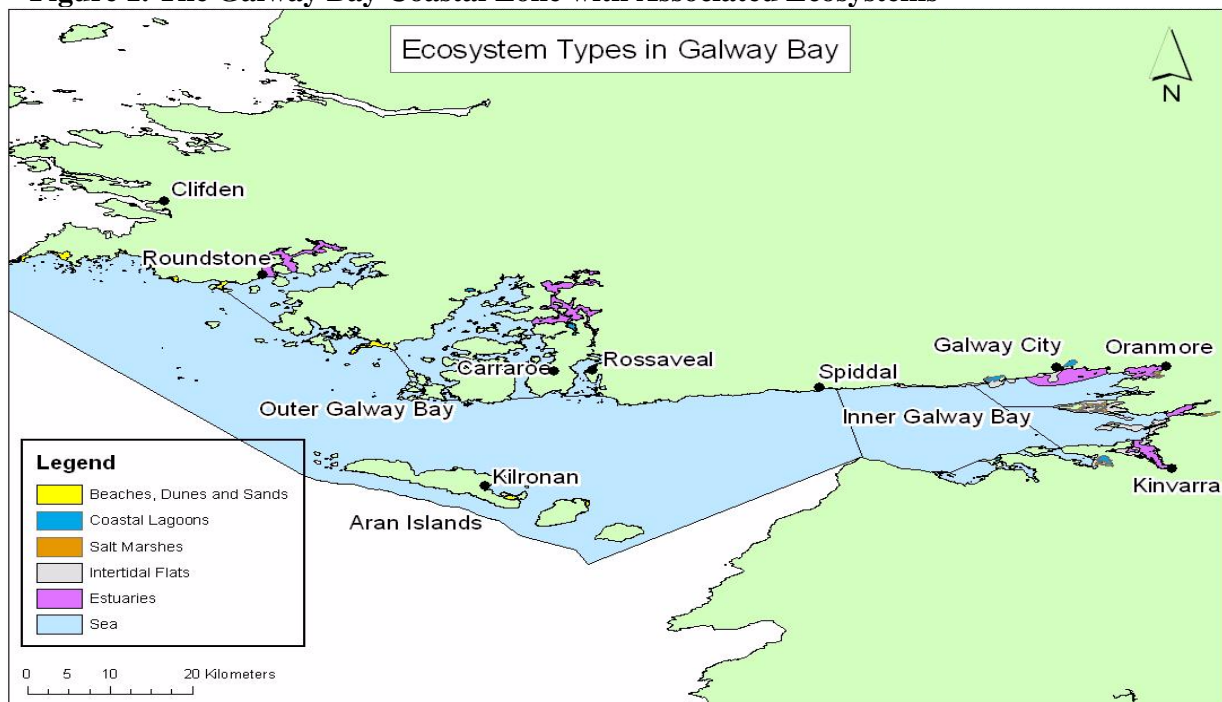 Figure 1: The Galway Bay Coastal Zone with Associated Ecosystems
Ecosystem Types in Galway Bay
N
Clifden
Roundstone
Galway City
Oranmore
Rossaveal
Carraroe
Spiddal
Outer Galway Bay
Inner Galway Bay
Kilronan
Kinvarra
Aran Islands
Legend
Beaches, Dunes and Sands
Coastal Lagoons
Salt Marshes
Intertidal Flats
Estuaries
Sea
0 5 10 20 Kilometers